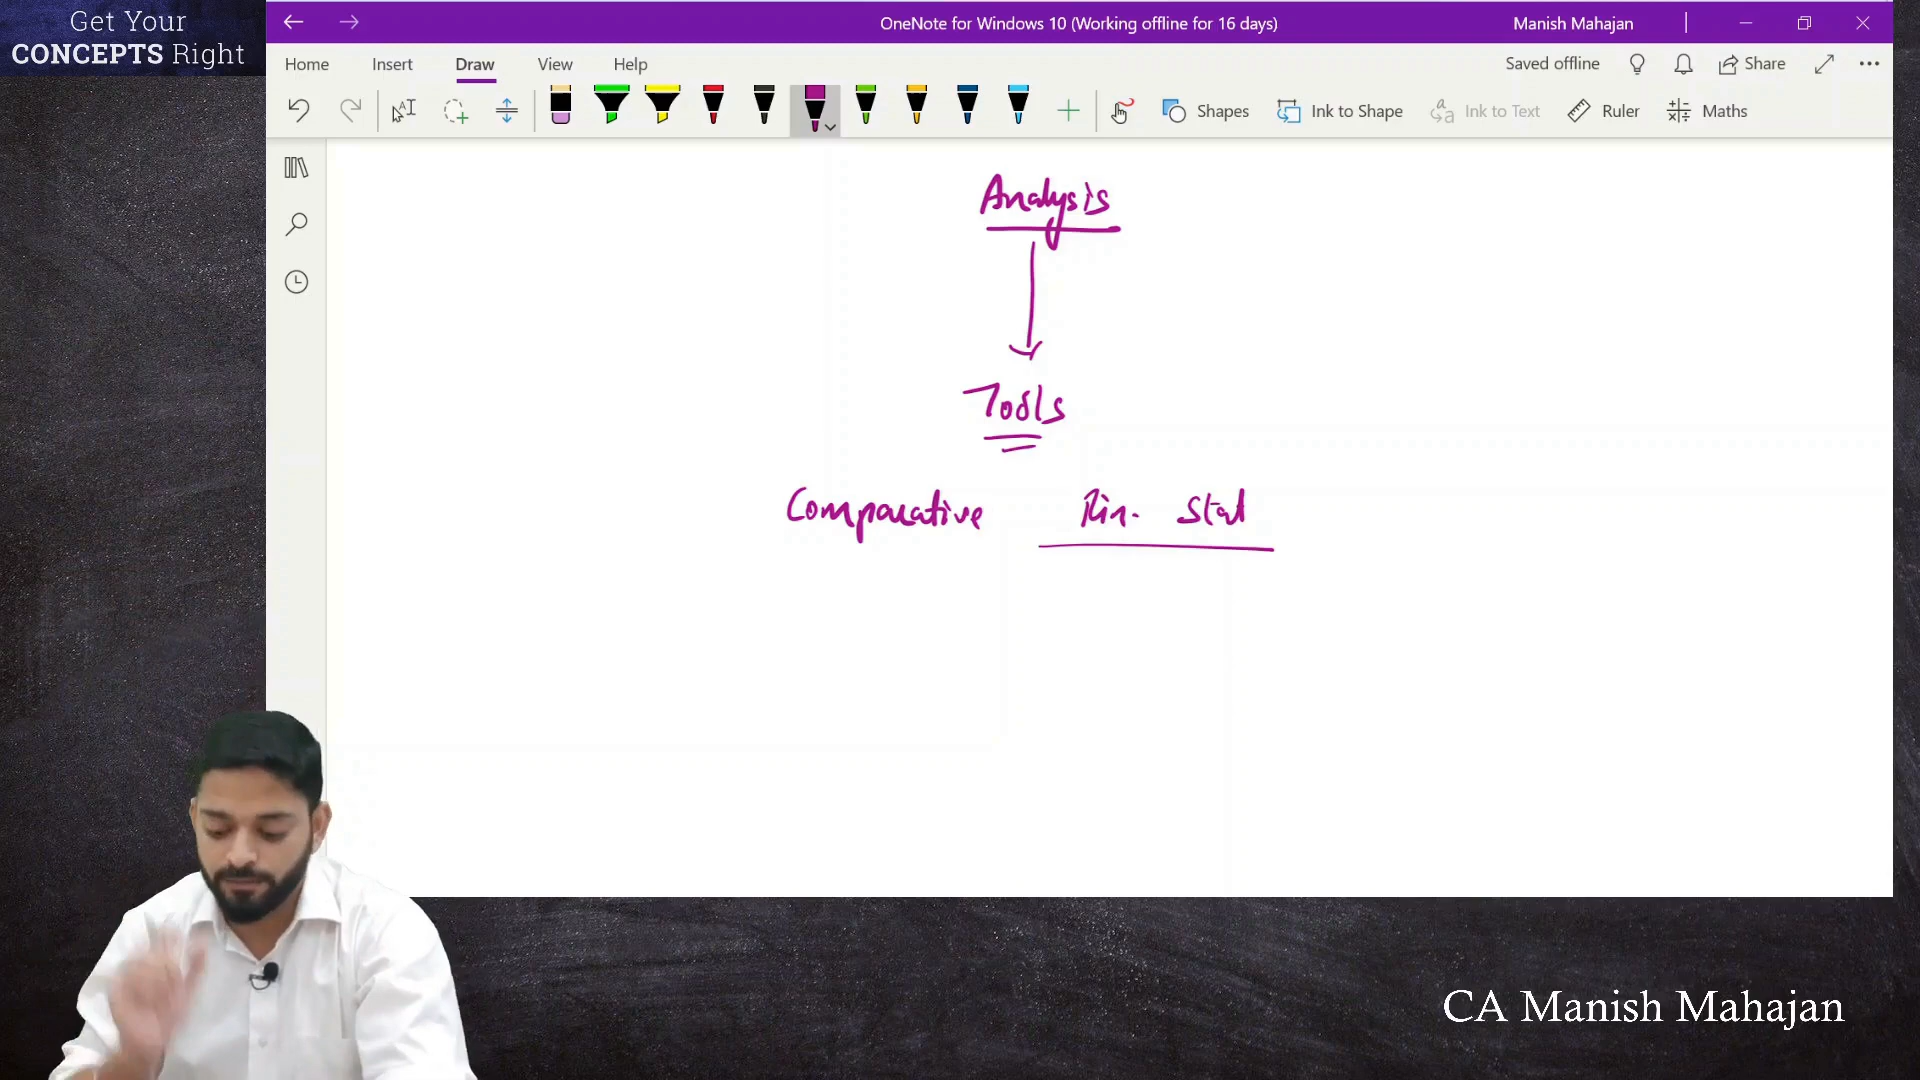 Get Your
CONCEPTS Right
OneNote for Windows 10 (Working offline for 16 days)
Manish Mahajan
Home Insert Draw View Help
Saved offline
Share
Shapes
Ink to Shape
Ink to Text
Ruler
Maths
Analysis
Tools
Comparative Fin. Stat
CA Manish Mahajan